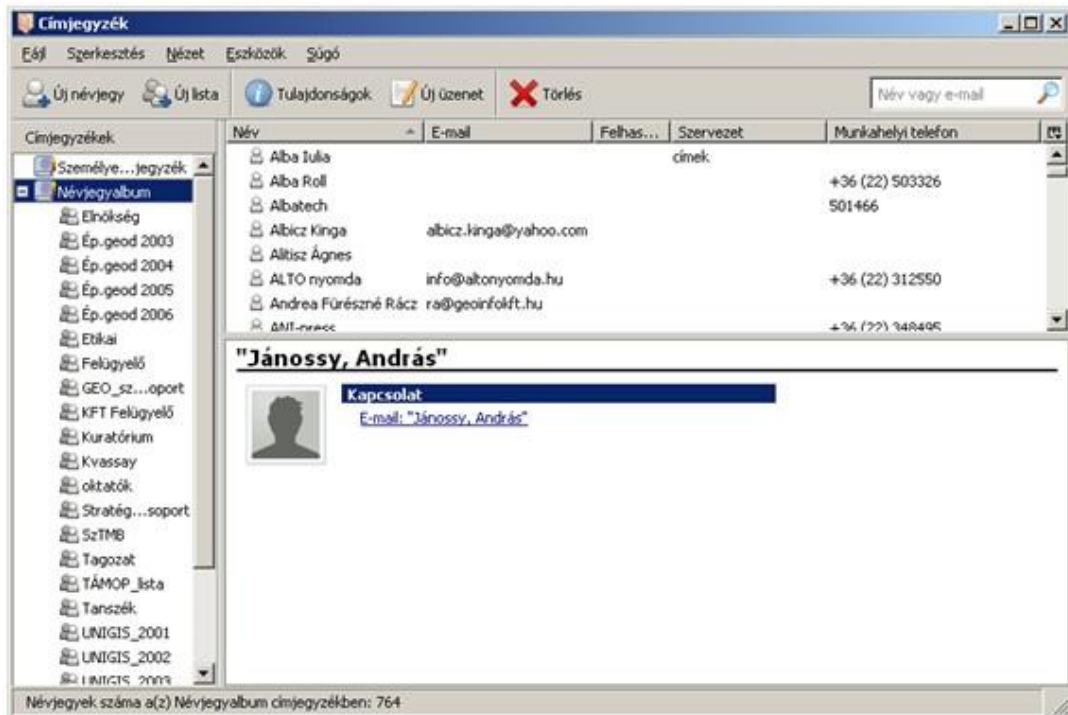 Címjegyzék
Fájl Szerkesztés Nézet Eszközök Súgó
Új névjegy Új lista Tulajdonságok Új üzenet Törlés Név vagy e-mail
Címjegyzékek
Személye...jegyzék
Névjegyalbum
Elnökség
Ép.geod 2003
Ép.geod 2004
Ép.geod 2005
Ép.geod 2006
Etikai
Felügyelő
GEO_sz...oport
KFT Felügyelő
Kuratórium
Kvassay
oktatók
Stratég...soport
SzTMB
Tagozat
TÁMOP_lista
Tanszék
UNIGIS_2001
UNIGIS_2002
UNIGIS_2003
Név E-mail Felhas... Szervezet Munkahelyi telefon
Alba Iulia címek
Alba Roll +36 (22) 503326
Albatech 501466
Albicz Kinga albicz.kinga@yahoo.com
Alitisz Ágnes
ALTO nyomda info@altonyomda.hu +36 (22) 312550
Andrea Fürészné Rácz ra@geoinfokft.hu
ANI-press +36 (22) 348495
"Jánossy, András"
Kapcsolat
E-mail: "Jánossy, András"
Névjegyek száma a(z) Névjegyalbum címjegyzékben: 764